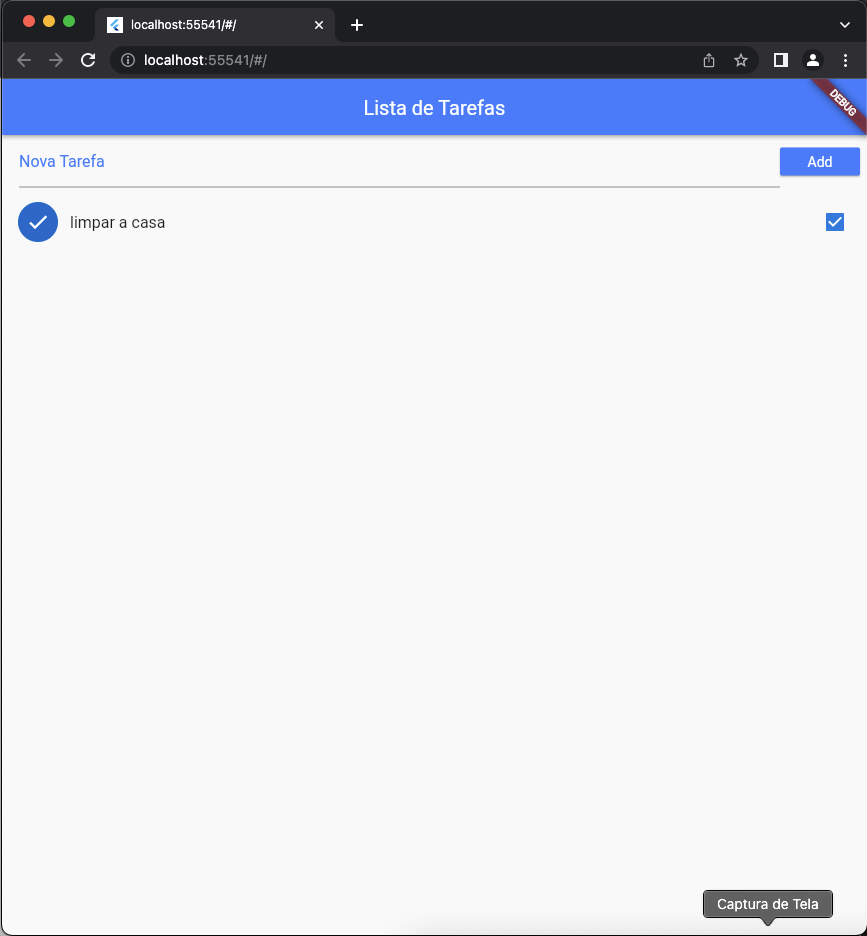 localhost:55541/#/
localhost:55541/#/
Lista de Tarefas
DEBUG
Nova Tarefa
Add
limpar a casa
Captura de Tela